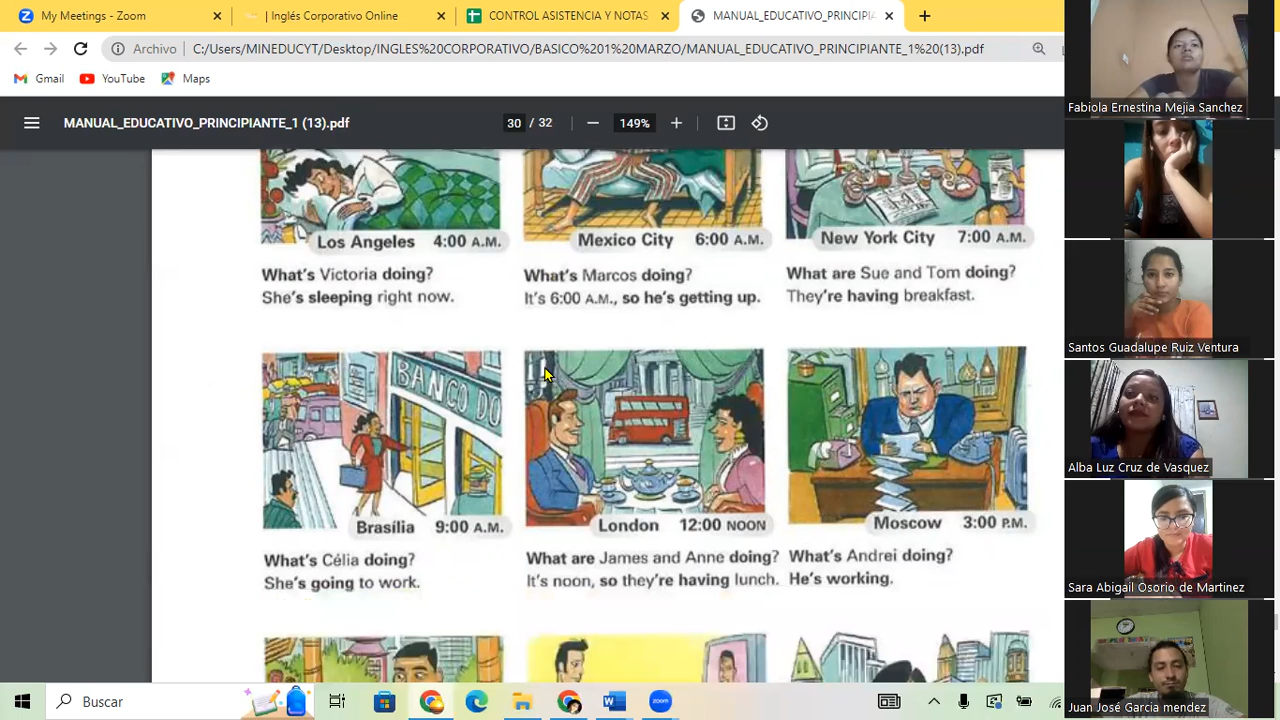 My Meetings - Zoom
| Inglés Corporativo Online
CONTROL ASISTENCIA Y NOTAS
MANUAL_EDUCATIVO_PRINCIPIA
Archivo
C:/Users/MINEDUCYT/Desktop/INGLES%20CORPORATIVO/BASICO%201%20MARZO/MANUAL_EDUCATIVO_PRINCIPIANTE_1%20(13).pdf
Gmail
YouTube
Maps
MANUAL_EDUCATIVO_PRINCIPIANTE_1 (13).pdf
30 / 32
149%
Los Angeles 4:00 A.M.
What's Victoria doing?
She's sleeping right now.
Mexico City 6:00 A.M.
What's Marcos doing?
It's 6:00 A.M., so he's getting up.
New York City 7:00 A.M.
What are Sue and Tom doing?
They're having breakfast.
BANCO DO
Brasília 9:00 A.M.
What's Célia doing?
She's going to work.
London 12:00 NOON
What are James and Anne doing?
It's noon, so they're having lunch.
Moscow 3:00 P.M.
What's Andrei doing?
He's working.
Fabiola Ernestina Mejia Sanchez
Santos Guadalupe Ruiz Ventura
Alba Luz Cruz de Vasquez
Sara Abigail Osorio de Martinez
Juan José Garcia mendez
Buscar
zoom